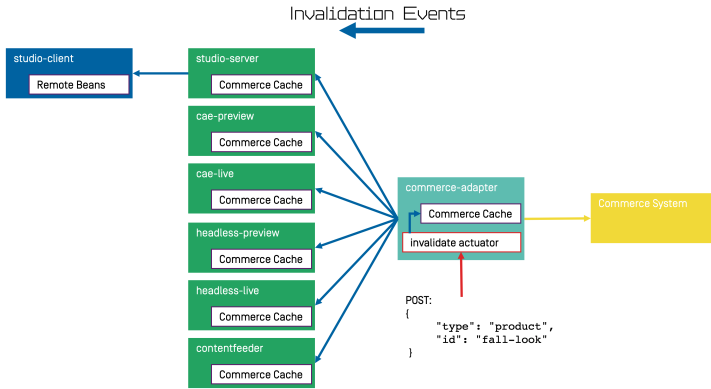 Invalidation Events
studio-client
Remote Beans
studio-server
Commerce Cache
cae-preview
Commerce Cache
cae-live
Commerce Cache
headless-preview
Commerce Cache
headless-live
Commerce Cache
contentfeeder
Commerce Cache
commerce-adapter
Commerce Cache
invalidate actuator
Commerce System
POST:
{
"type": "product",
"id": "fall-look"
}